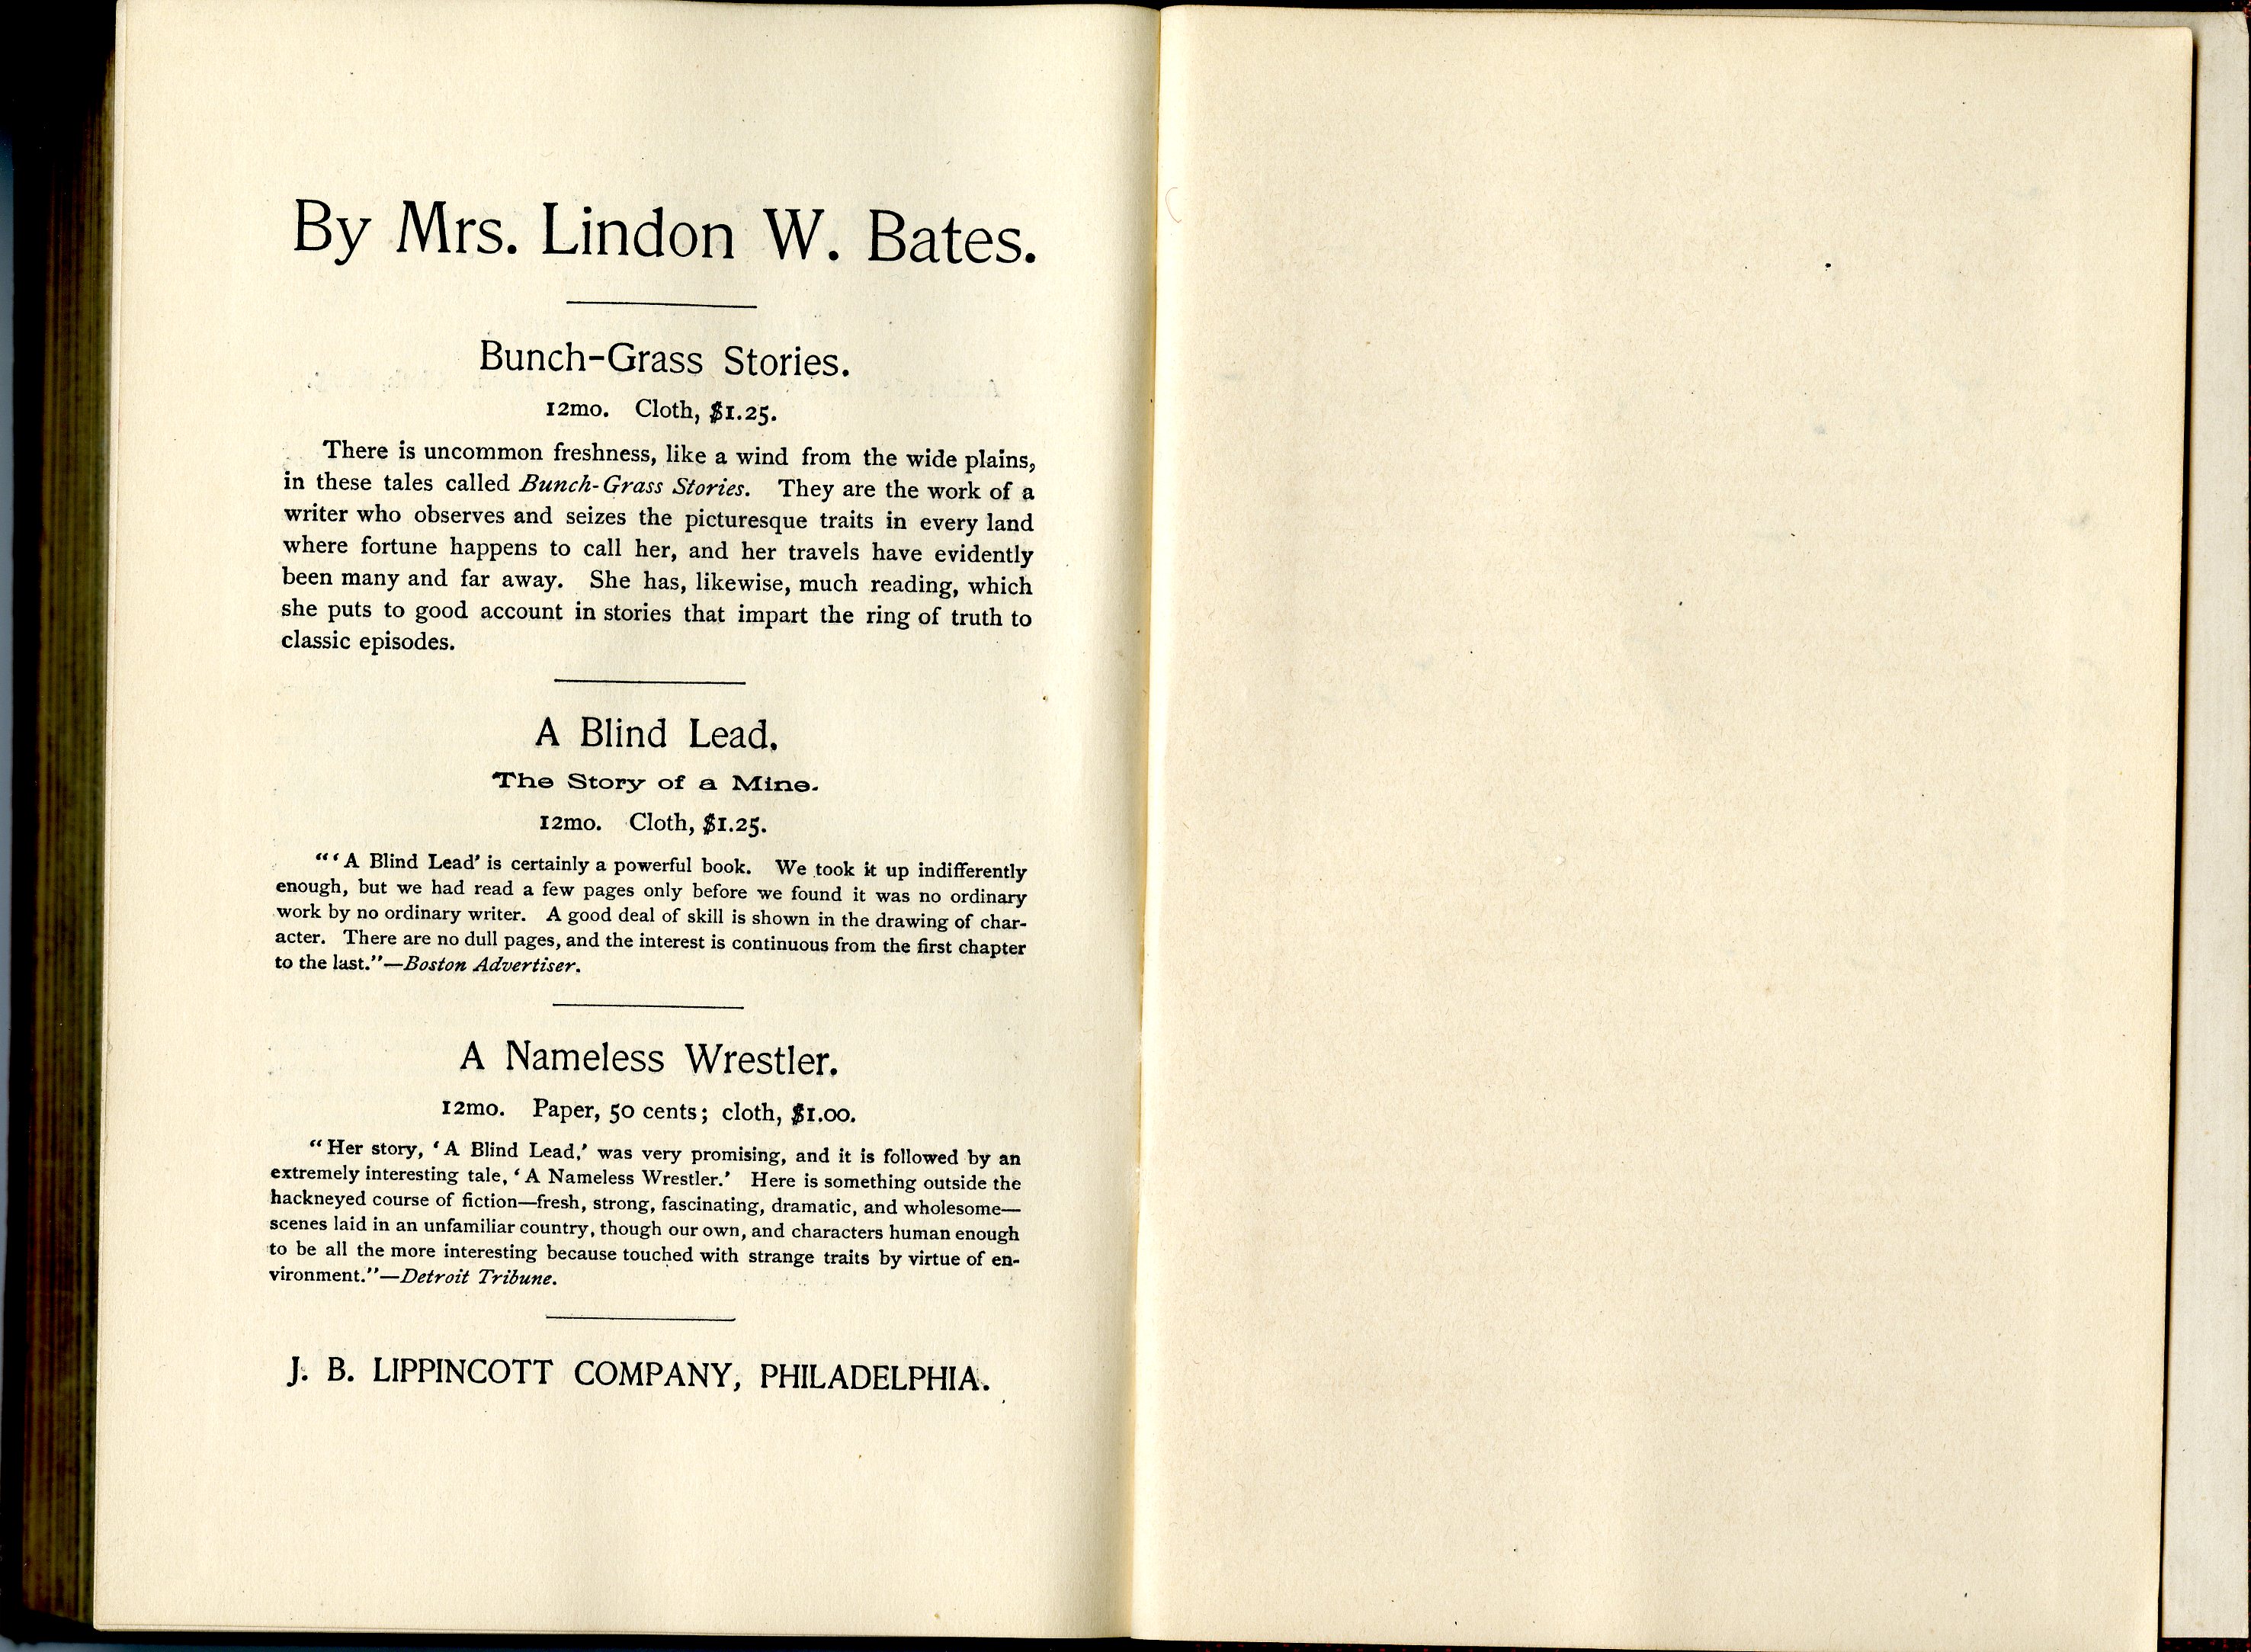 By Mrs. Lindon W. Bates.
Bunch-Grass Stories.
12mo. Cloth, $1.25.
There is uncommon freshness, like a wind from the wide plains,
in these tales called Bunch-Grass Stories. They are the work of a
writer who observes and seizes the picturesque traits in every land
where fortune happens to call her, and her travels have evidently
been many and far away. She has, likewise, much reading, which
she puts to good account in stories that impart the ring of truth to
classic episodes.
A Blind Lead.
The Story of a Mine.
12mo. Cloth, $1.25.
"'A Blind Lead' is certainly a powerful book. We took it up indifferently
enough, but we had read a few pages only before we found it was no ordinary
work by no ordinary writer. A good deal of skill is shown in the drawing of char-
acter. There are no dull pages, and the interest is continuous from the first chapter
to the last."—Boston Advertiser.
A Nameless Wrestler.
12mo. Paper, 50 cents; cloth, $1.00.
"Her story, 'A Blind Lead,' was very promising, and it is followed by an
extremely interesting tale, 'A Nameless Wrestler.' Here is something outside the
hackneyed course of fiction—fresh, strong, fascinating, dramatic, and wholesome—
scenes laid in an unfamiliar country, though our own, and characters human enough
to be all the more interesting because touched with strange traits by virtue of en-
vironment."—Detroit Tribune.
J. B. LIPPINCOTT COMPANY, PHILADELPHIA.